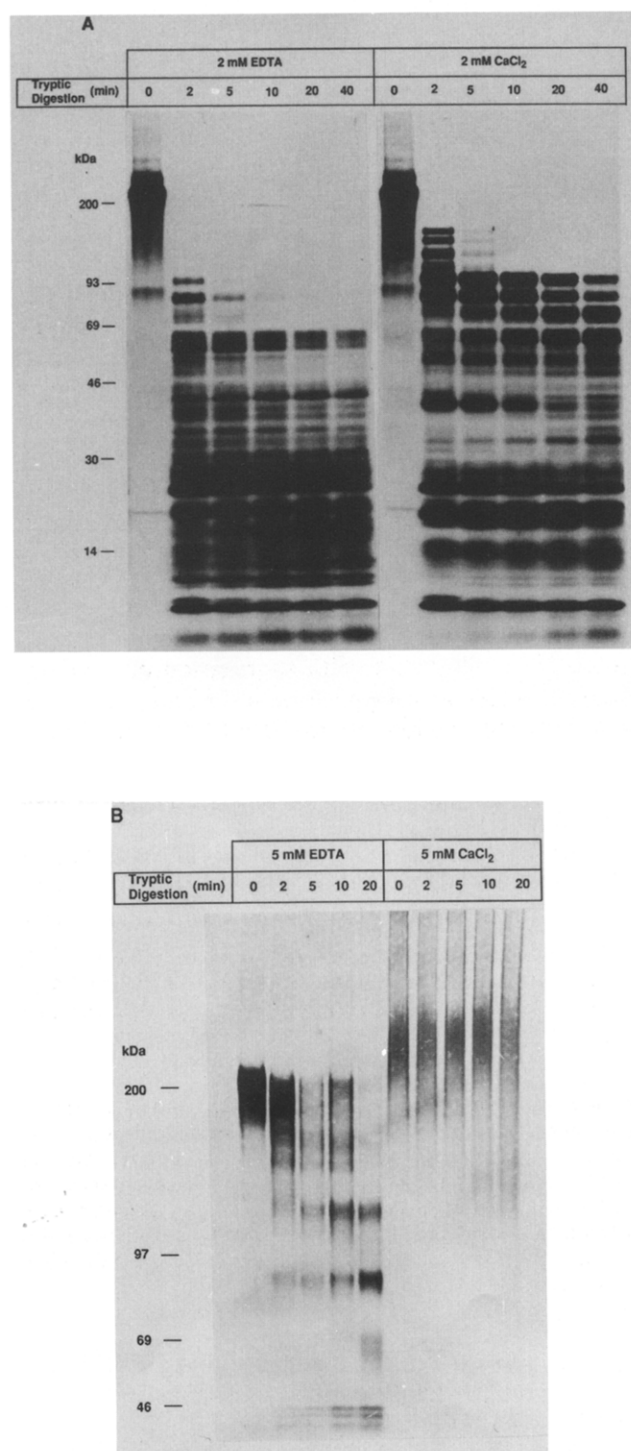 A
2 mM EDTA 2 mM CaCl₂
Tryptic Digestion (min) 0 2 5 10 20 40 0 2 5 10 20 40
kDa
200
93
69
46
30
14
B
5 mM EDTA 5 mM CaCl₂
Tryptic Digestion (min) 0 2 5 10 20 0 2 5 10 20
kDa
200
97
69
46